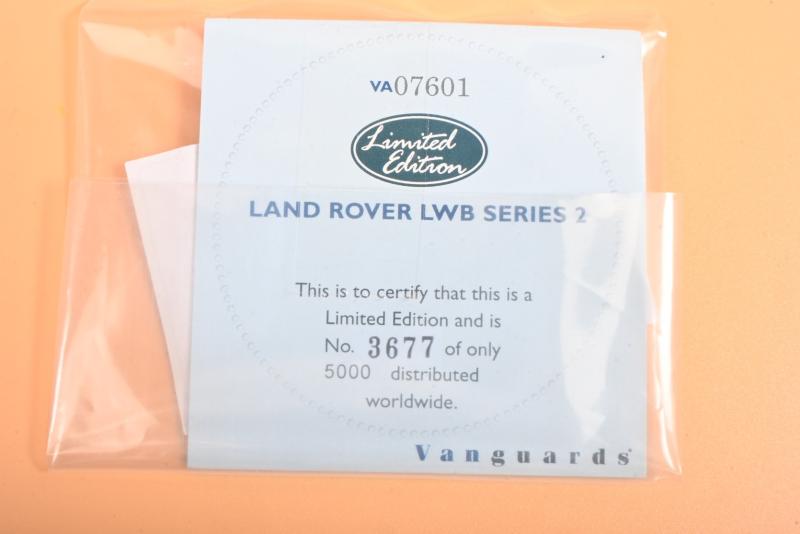 VA07601
Limited
Edition
LAND ROVER LWB SERIES 2
This is to certify that this is a
Limited Edition and is
No. 3677 of only
5000 distributed
worldwide.
Vanguards